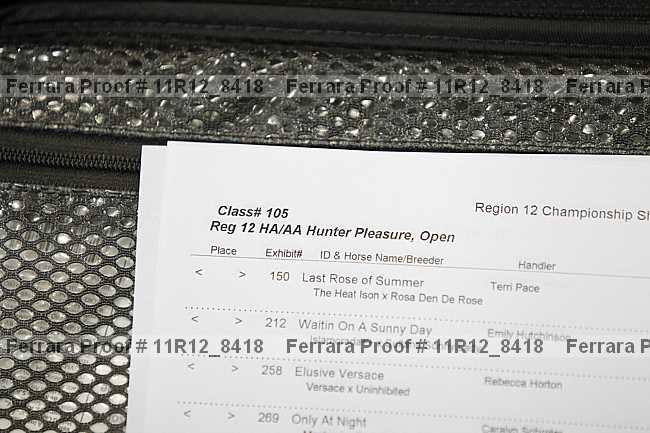 Ferrara Proof # 11R12_8418 Ferrara Proof # 11R12_8418 Ferrara Proof
Class# 105
Region 12 Championship
Reg 12 HA/AA Hunter Pleasure, Open
Place Exhibit# ID & Horse Name/Breeder Handler
< > 150 Last Rose of Summer Terri Pace
The Heat Ison x Rosa Den De Rose
< > 212 Waitin On A Sunny Day Emily Hutchinson
Ferrara Proof # 11R12_8418 Ferrara Proof # 11R12_8418 Ferrara Proof
< > 258 Elusive Versace Rebecca Horton
Versace x Uninhibited
< > 269 Only At Night